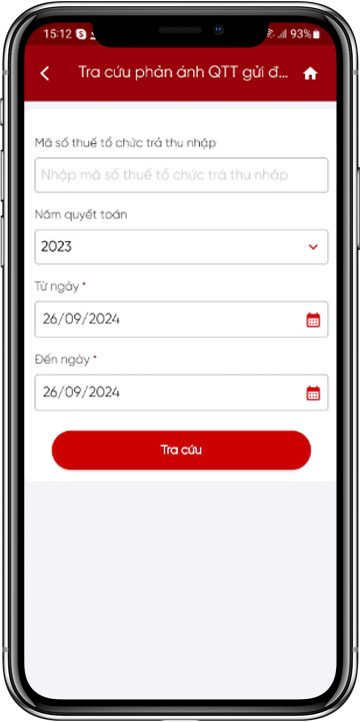 15:12 93%
Tra cứu phản ánh QTT gửi đ...
Mã số thuế tổ chức trả thu nhập
Nhập mã số thuế tổ chức trả thu nhập
Năm quyết toán
2023
Từ ngày *
26/09/2024
Đến ngày *
26/09/2024
Tra cứu